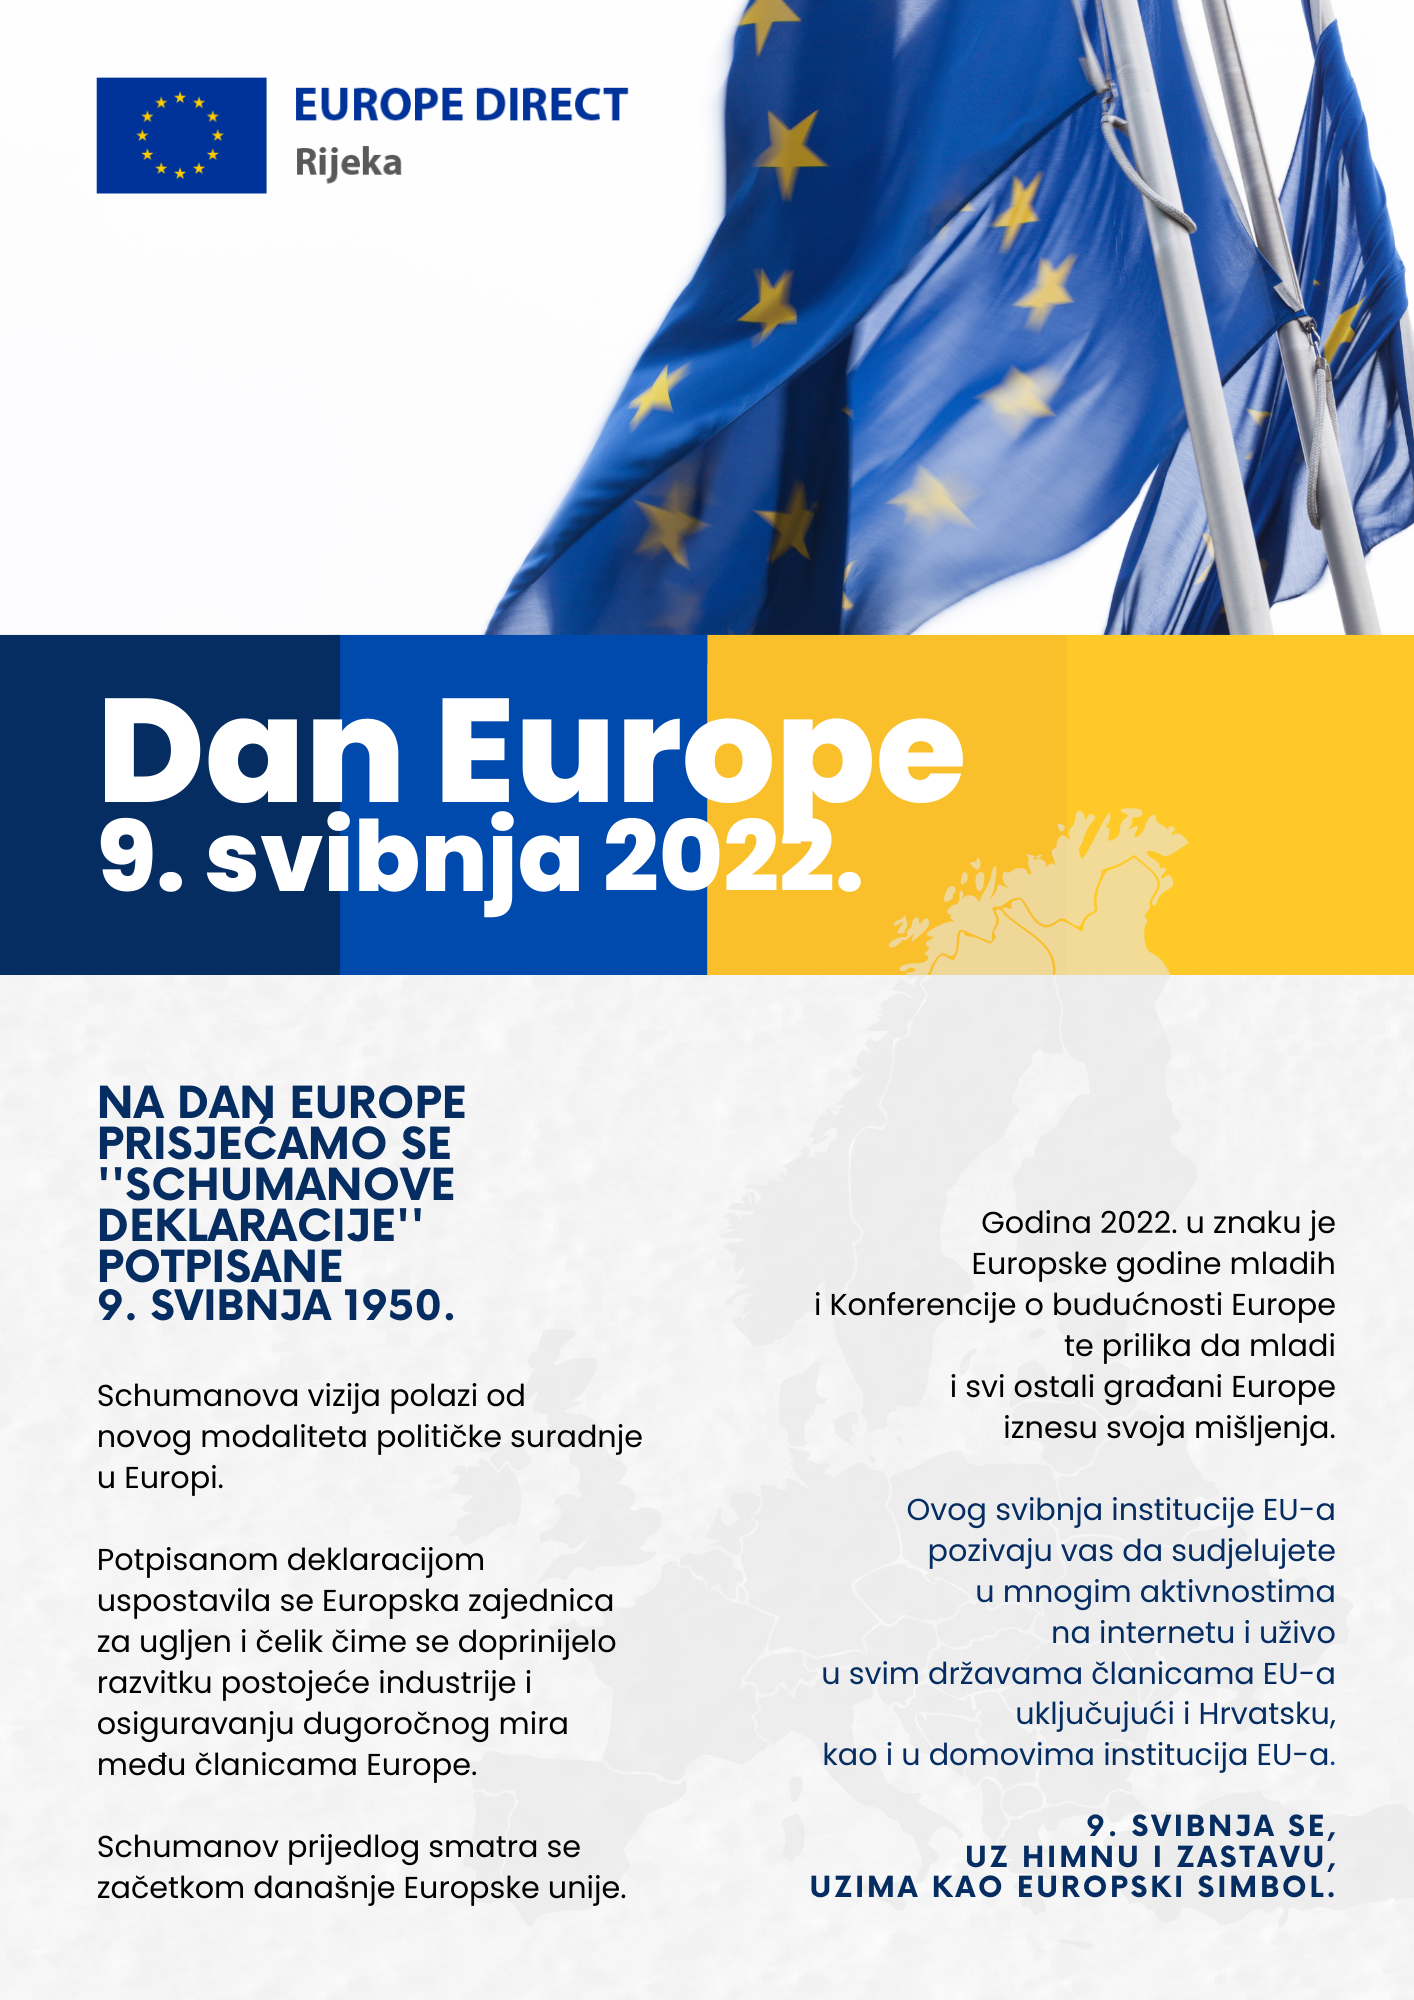 EUROPE DIRECT
Rijeka
Dan Europe
9. svibnja 2022.
NA DAN EUROPE
PRISJEĆAMO SE
''SCHUMANOVE
DEKLARACIJE''
POTPISANE
9. SVIBNJA 1950.
Schumanova vizija polazi od
novog modaliteta političke suradnje
u Europi.
Potpisanom deklaracijom
uspostavila se Europska zajednica
za ugljen i čelik čime se doprinijelo
razvitku postojeće industrije i
osiguravanju dugoročnog mira
među članicama Europe.
Schumanov prijedlog smatra se
začetkom današnje Europske unije.
Godina 2022. u znaku je
Europske godine mladih
i Konferencije o budućnosti Europe
te prilika da mladi
i svi ostali građani Europe
iznesu svoja mišljenja.
Ovog svibnja institucije EU-a
pozivaju vas da sudjelujete
u mnogim aktivnostima
na internetu i uživo
u svim državama članicama EU-a
uključujući i Hrvatsku,
kao i u domovima institucija EU-a.
9. SVIBNJA SE,
UZ HIMNU I ZASTAVU,
UZIMA KAO EUROPSKI SIMBOL.